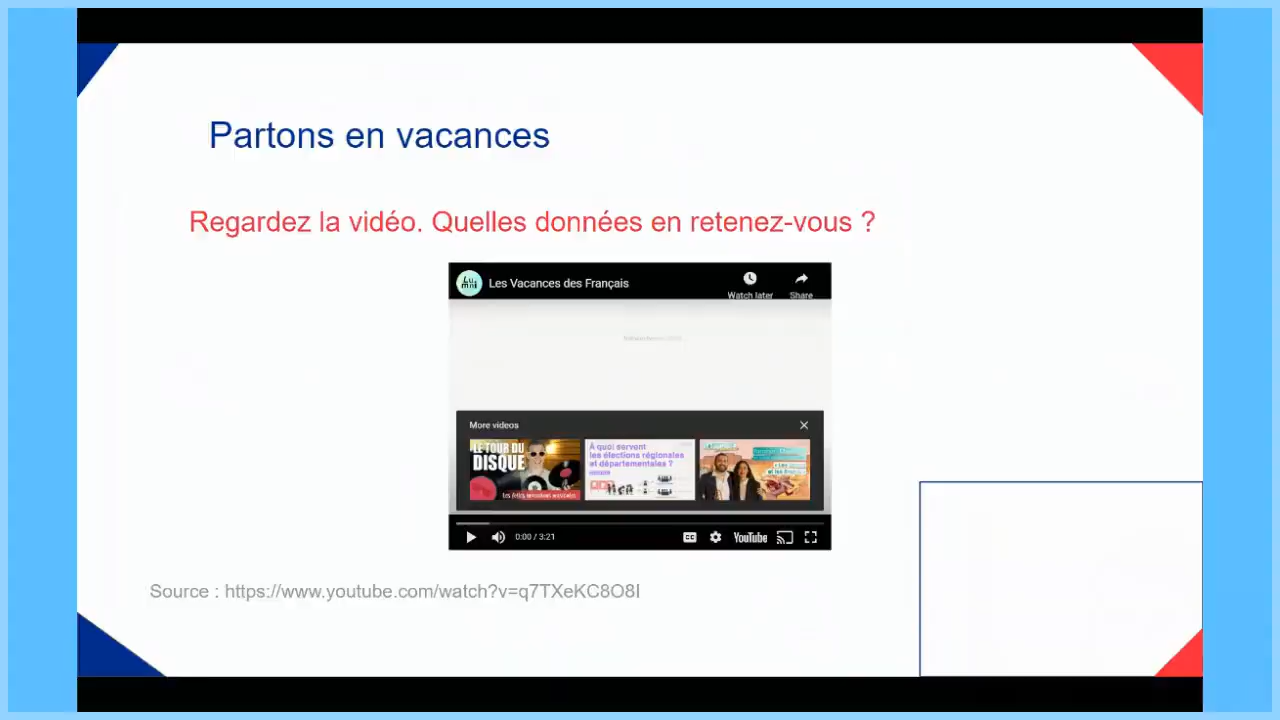 Partons en vacances
Regardez la vidéo. Quelles données en retenez-vous ?
Les Vacances des Français
Watch later
Share
More videos
LE TOUR DU
DISQUE
À quoi servent
les élections régionales
et départementales ?
0:00 / 3:21
CC
YouTube
Source : https://www.youtube.com/watch?v=q7TXeKC8O8I